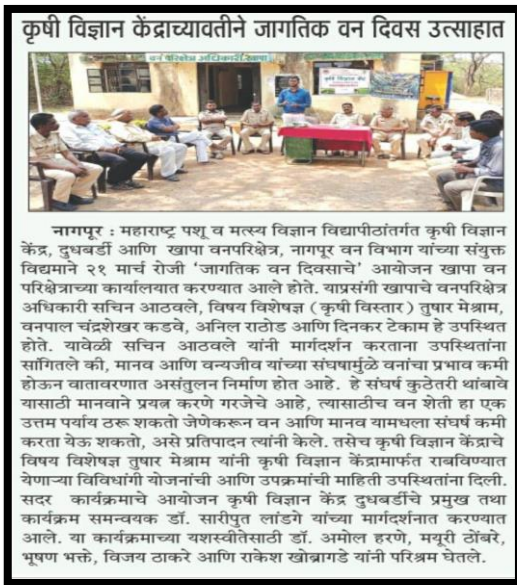 कृषी विज्ञान केंद्राच्यावतीने जागतिक वन दिवस उत्साहात
वन परिक्षेत्र अधिकारी खापा
कृषि विज्ञान केंद्र
नागपूर : महाराष्ट्र पशू व मत्स्य विज्ञान विद्यापीठांतर्गत कृषी विज्ञान
केंद्र, दुधबर्डी आणि खापा वनपरिक्षेत्र, नागपूर वन विभाग यांच्या संयुक्त
विद्यमाने २१ मार्च रोजी 'जागतिक वन दिवसाचे' आयोजन खापा वन
परिक्षेत्राच्या कार्यालयात करण्यात आले होते. याप्रसंगी खापाचे वनपरिक्षेत्र
अधिकारी सचिन आठवले, विषय विशेषज्ञ (कृषी विस्तार) तुषार मेश्राम,
वनपाल चंद्रशेखर कडवे, अनिल राठोड आणि दिनकर टेकाम हे उपस्थित
होते. यावेळी सचिन आठवले यांनी मार्गदर्शन करताना उपस्थितांना
सांगितले की, मानव आणि वन्यजीव यांच्या संघषार्मुळे वनांचा प्रभाव कमी
होऊन वातावरणात असंतुलन निर्माण होत आहे. हे संघर्ष कुठेतरी थांबावे
यासाठी मानवाने प्रयत्न करणे गरजेचे आहे, त्यासाठीच वन शेती हा एक
उत्तम पर्याय ठरू शकतो जेणेकरून वन आणि मानव यामधला संघर्ष कमी
करता येऊ शकतो, असे प्रतिपादन त्यांनी केले. तसेच कृषी विज्ञान केंद्राचे
विषय विशेषज्ञ तुषार मेश्राम यांनी कृषी विज्ञान केंद्रामार्फत राबविण्यात
येणाऱ्या विविधांगी योजनांची आणि उपक्रमांची माहिती उपस्थितांना दिली.
सदर कार्यक्रमाचे आयोजन कृषी विज्ञान केंद्र दुधबर्डीचे प्रमुख तथा
कार्यक्रम समन्वयक डॉ. सारीपुत लांडगे यांच्या मार्गदर्शनात करण्यात
आले. या कार्यक्रमाच्या यशस्वीतेसाठी डॉ. अमोल हरणे, मयूरी ठोंबरे,
भूषण भक्ते, विजय ठाकरे आणि राकेश खोब्रागडे यांनी परिश्रम घेतले.